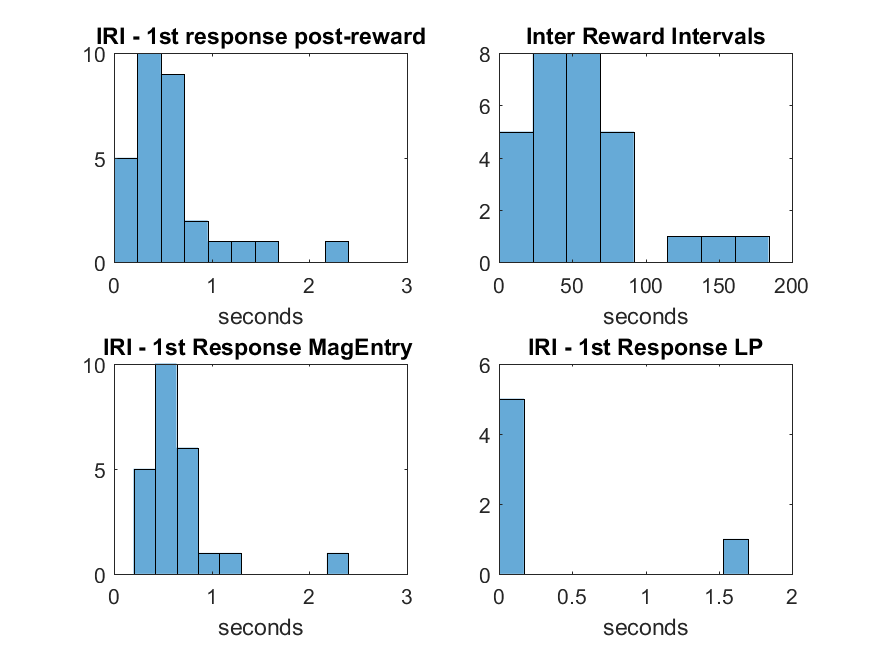 IRI - 1st response post-reward
10
5
0
0 1 2 3
seconds
Inter Reward Intervals
8
6
4
2
0
0 50 100 150 200
seconds
IRI - 1st Response MagEntry
10
5
0
0 1 2 3
seconds
IRI - 1st Response LP
6
4
2
0
0 0.5 1 1.5 2
seconds